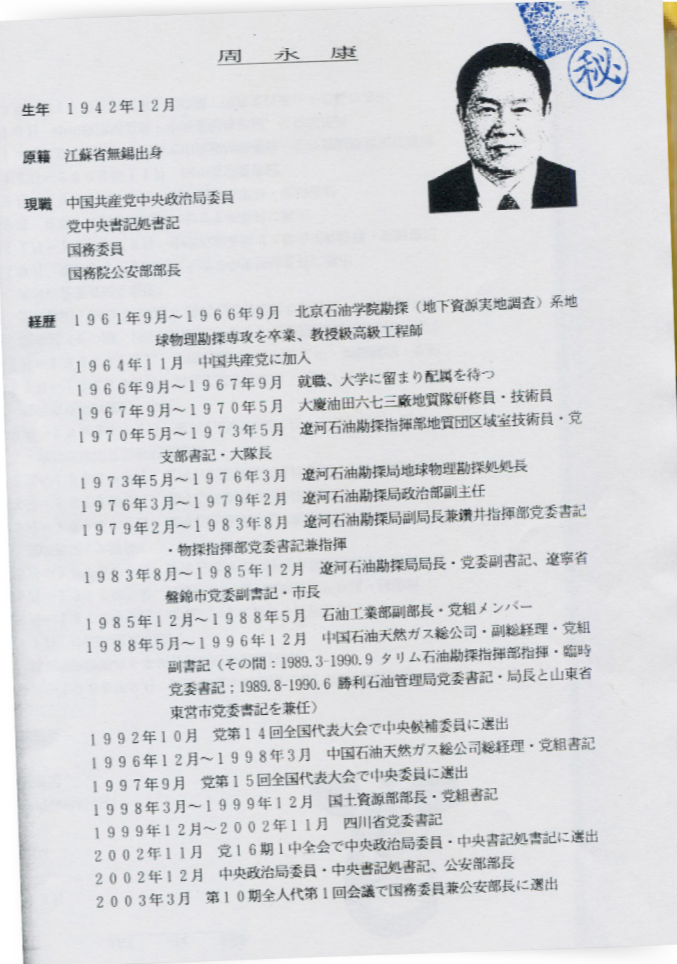 周永康
秘
生年 1942年12月
原籍 江蘇省無錫出身
現職 中国共産党中央政治局委員
党中央書記処書記
国務委員
国務院公安部部長
経歴 1961年9月～1966年9月 北京石油学院勘探（地下資源実地調査）系地
球物理勘探専攻を卒業、教授級高級工程師
1964年11月 中国共産党に加入
1966年9月～1967年9月 就職、大学に留まり配属を待つ
1967年9月～1970年5月 大慶油田六七三廠地質隊研修員・技術員
1970年5月～1973年5月 遼河石油勘探指揮部地質団区域室技術員・党
支部書記・大隊長
1973年5月～1976年3月 遼河石油勘探局地球物理勘探処処長
1976年3月～1979年2月 遼河石油勘探局政治部副主任
1979年2月～1983年8月 遼河石油勘探局副局長兼鑽井指揮部党委書記
・物探指揮部党委書記兼指揮
1983年8月～1985年12月 遼河石油勘探局局長・党委副書記、遼寧省
盤錦市党委副書記・市長
1985年12月～1988年5月 石油工業部副部長・党組メンバー
1988年5月～1996年12月 中国石油天然ガス総公司・副総経理・党組
副書記（その間：1989.3-1990.9 タリム石油勘探指揮部指揮・臨時
党委書記；1989.8-1990.6 勝利石油管理局党委書記・局長と山東省
東営市党委書記を兼任）
1992年10月 党第14回全国代表大会で中央候補委員に選出
1996年12月～1998年3月 中国石油天然ガス総公司総経理・党組書記
1997年9月 党第15回全国代表大会で中央委員に選出
1998年3月～1999年12月 国土資源部部長・党組書記
1999年12月～2002年11月 四川省党委書記
2002年11月 党16期1中全会で中央政治局委員・中央書記処書記に選出
2002年12月 中央政治局委員・中央書記処書記、公安部部長
2003年3月 第10期全人代第1回会議で国務委員兼公安部長に選出